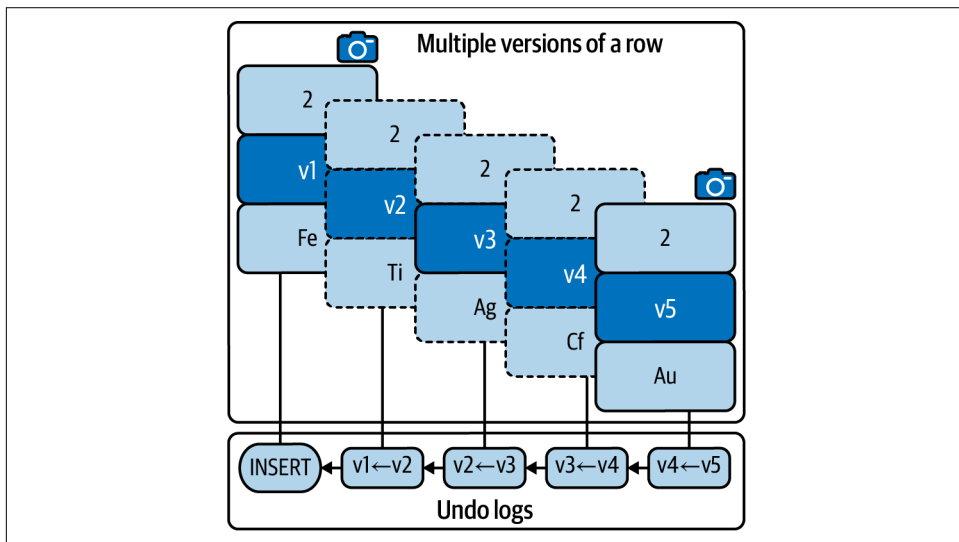 Multiple versions of a row
2
v1
Fe
2
v2
Ti
2
v3
Ag
2
v4
Cf
2
v5
Au
INSERT
v1←v2
v2←v3
v3←v4
v4←v5
Undo logs